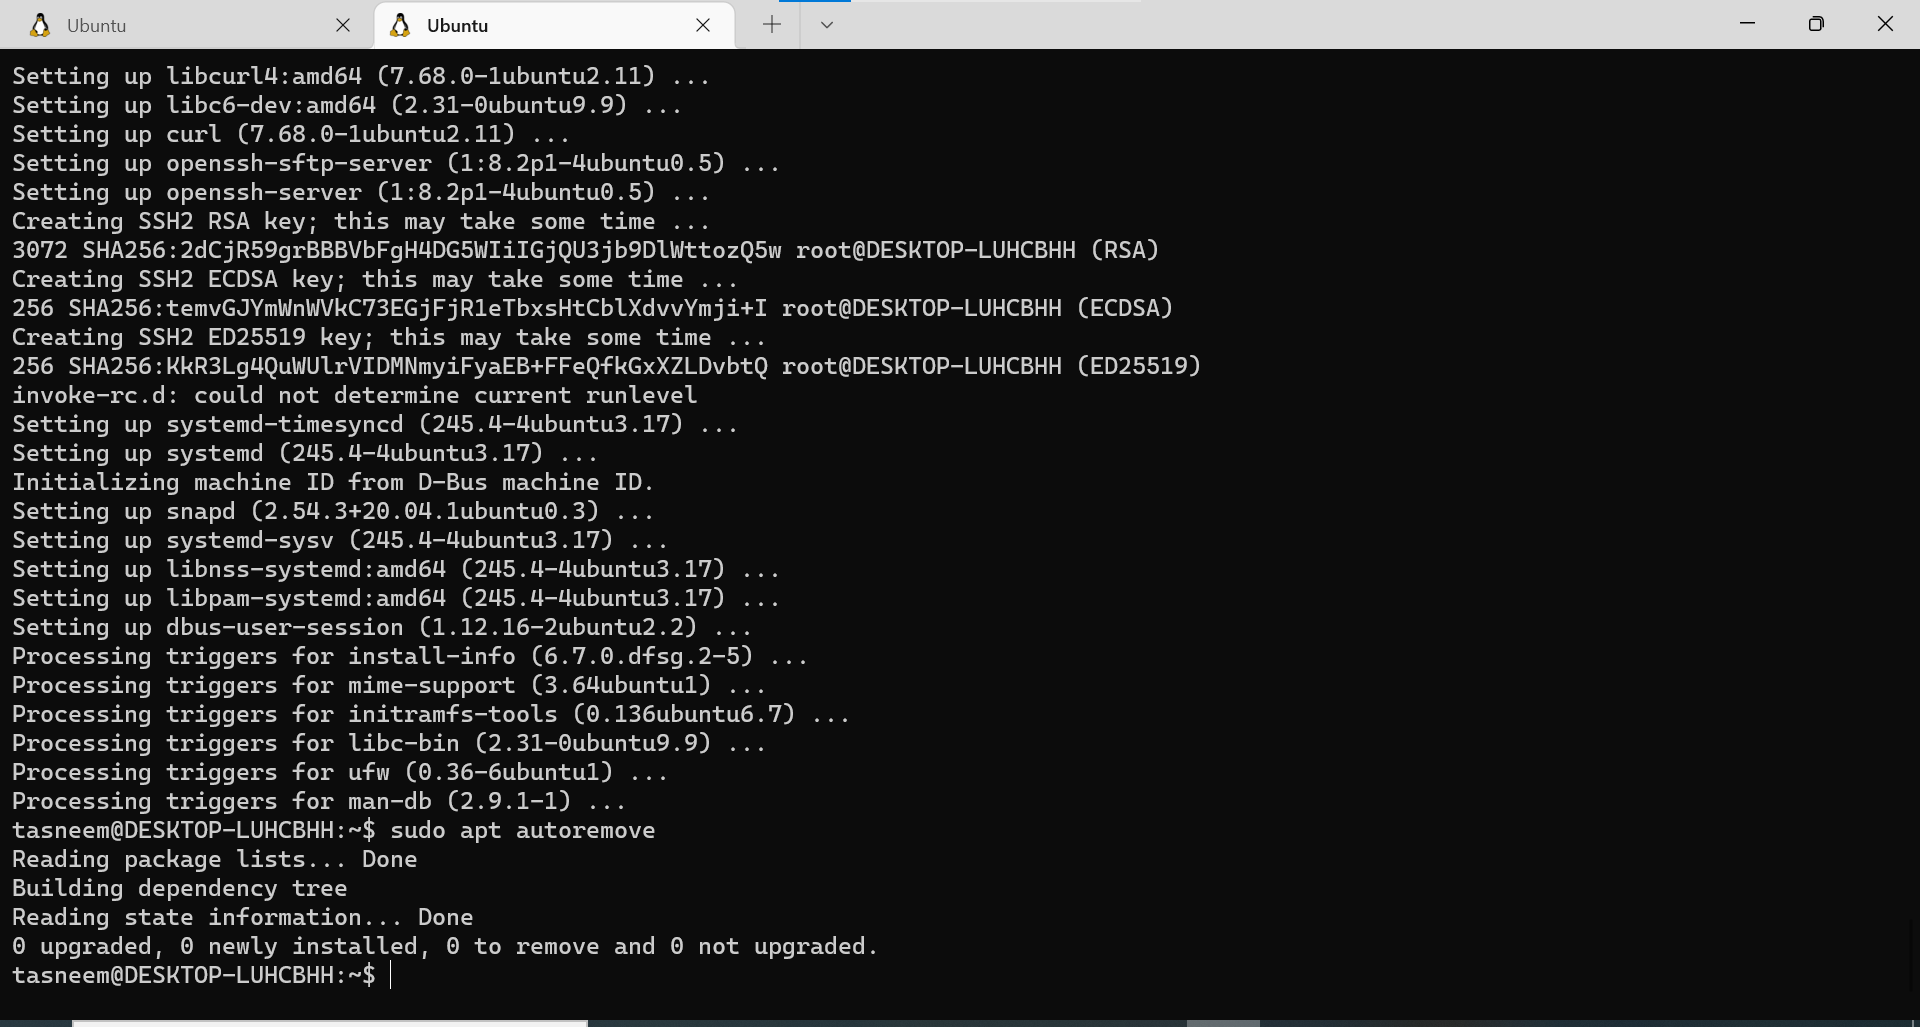 Ubuntu
Ubuntu
Setting up libcurl4:amd64 (7.68.0-1ubuntu2.11) ...
Setting up libc6-dev:amd64 (2.31-0ubuntu9.9) ...
Setting up curl (7.68.0-1ubuntu2.11) ...
Setting up openssh-sftp-server (1:8.2p1-4ubuntu0.5) ...
Setting up openssh-server (1:8.2p1-4ubuntu0.5) ...
Creating SSH2 RSA key; this may take some time ...
3072 SHA256:2dCjR59grBBBVbFgH4DG5WIiIGjQU3jb9DlWttozQ5w root@DESKTOP-LUHCBHH (RSA)
Creating SSH2 ECDSA key; this may take some time ...
256 SHA256:temvGJYmWnWVkC73EGjFjR1eTbxsHtCblXdvvYmji+I root@DESKTOP-LUHCBHH (ECDSA)
Creating SSH2 ED25519 key; this may take some time ...
256 SHA256:KkR3Lg4QuWUlrVIDMNmyiFyaEB+FFeQfkGxXZLDvbtQ root@DESKTOP-LUHCBHH (ED25519)
invoke-rc.d: could not determine current runlevel
Setting up systemd-timesyncd (245.4-4ubuntu3.17) ...
Setting up systemd (245.4-4ubuntu3.17) ...
Initializing machine ID from D-Bus machine ID.
Setting up snapd (2.54.3+20.04.1ubuntu0.3) ...
Setting up systemd-sysv (245.4-4ubuntu3.17) ...
Setting up libnss-systemd:amd64 (245.4-4ubuntu3.17) ...
Setting up libpam-systemd:amd64 (245.4-4ubuntu3.17) ...
Setting up dbus-user-session (1.12.16-2ubuntu2.2) ...
Processing triggers for install-info (6.7.0.dfsg.2-5) ...
Processing triggers for mime-support (3.64ubuntu1) ...
Processing triggers for initramfs-tools (0.136ubuntu6.7) ...
Processing triggers for libc-bin (2.31-0ubuntu9.9) ...
Processing triggers for ufw (0.36-6ubuntu1) ...
Processing triggers for man-db (2.9.1-1) ...
tasneem@DESKTOP-LUHCBHH:~$ sudo apt autoremove
Reading package lists... Done
Building dependency tree
Reading state information... Done
0 upgraded, 0 newly installed, 0 to remove and 0 not upgraded.
tasneem@DESKTOP-LUHCBHH:~$